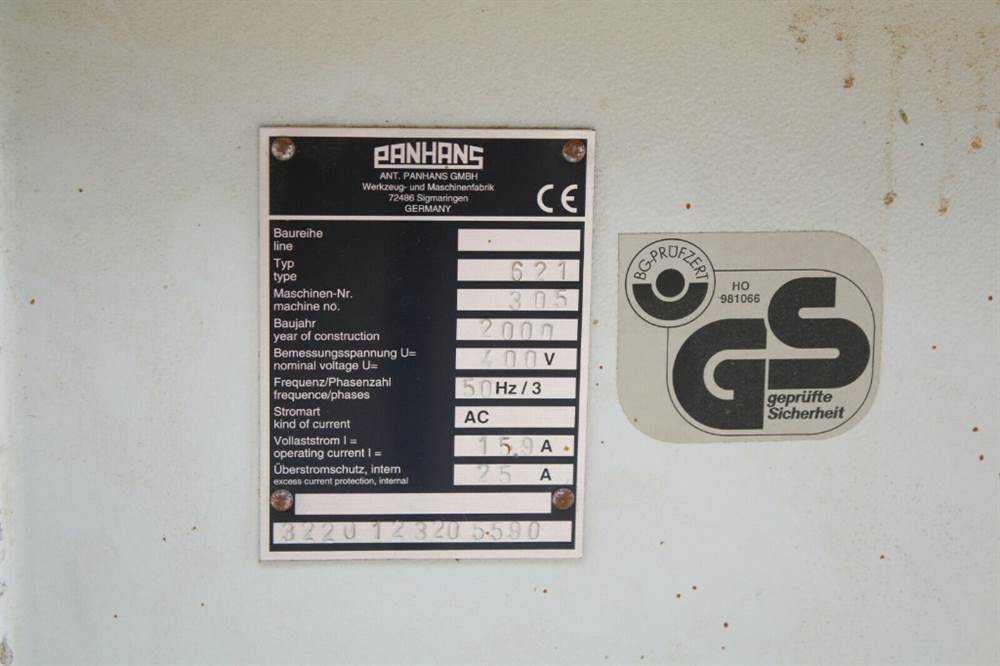 PANHANS
ANT. PANHANS GMBH
Werkzeug- und Maschinenfabrik
72486 Sigmaringen
GERMANY
CE
Baureihe
line
Typ
type
621
Maschinen-Nr.
machine no.
305
Baujahr
year of construction
2000
Bemessungsspannung U=
nominal voltage U=
400 V
Frequenz/Phasenzahl
frequence/phases
50 Hz / 3
Stromart
kind of current
AC
Vollaststrom I =
operating current I =
15,9 A
Überstromschutz, intern
excess current protection, internal
25 A
3220 12320 5590
BG-PRÜFZERT
HO
981066
GS
geprüfte
Sicherheit